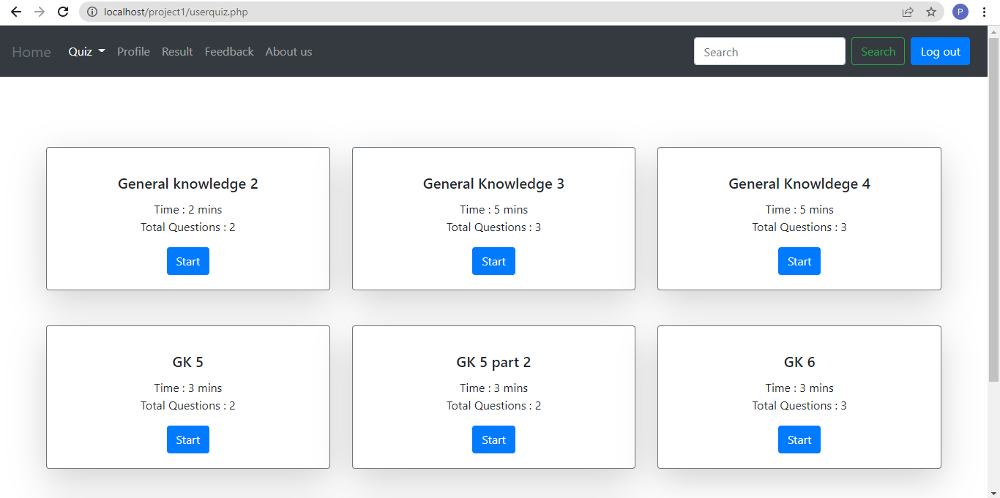 localhost/project1/userquiz.php
P
Home Quiz Profile Result Feedback About us Search Search Log out
General knowledge 2 General Knowledge 3 General Knowldege 4
Time : 2 mins Time : 5 mins Time : 5 mins
Total Questions : 2 Total Questions : 3 Total Questions : 3
Start Start Start
GK 5 GK 5 part 2 GK 6
Time : 3 mins Time : 3 mins Time : 3 mins
Total Questions : 2 Total Questions : 2 Total Questions : 3
Start Start Start